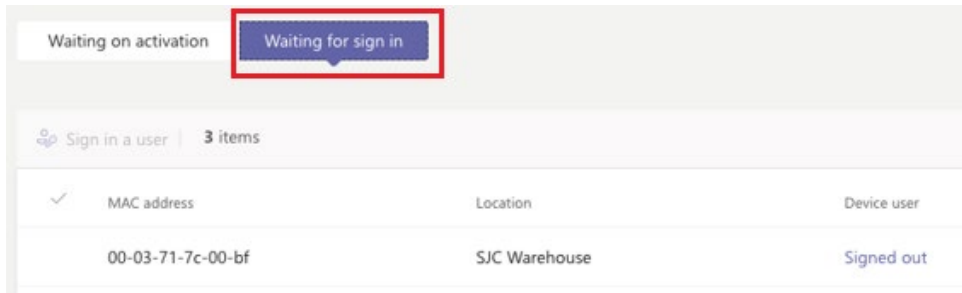 Waiting on activation Waiting for sign in
Sign in a user 3 items
MAC address Location Device user
00-03-71-7c-00-bf SJC Warehouse Signed out